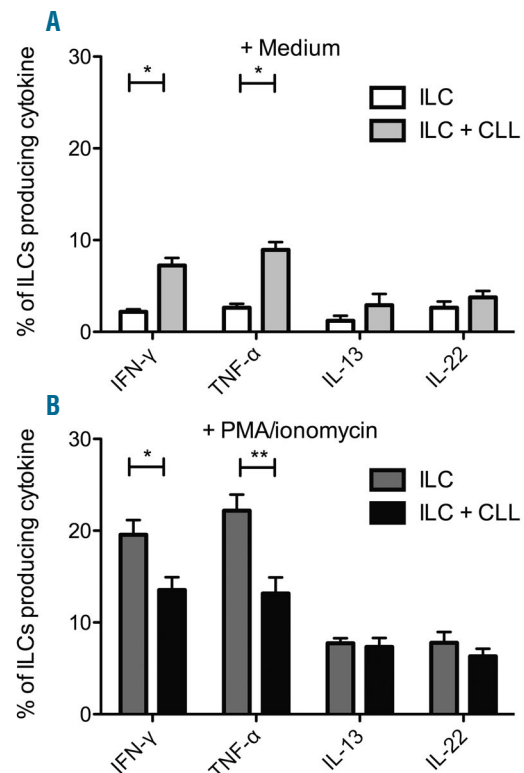 A
+ Medium
% of ILCs producing cytokine
30
20
10
0
*
*
ILC
ILC + CLL
IFN-γ
TNF-α
IL-13
IL-22
B
+ PMA/ionomycin
% of ILCs producing cytokine
30
20
10
0
*
**
ILC
ILC + CLL
IFN-γ
TNF-α
IL-13
IL-22